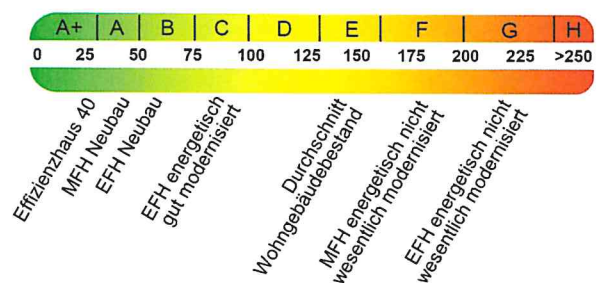 A+ A B C D E F G H
0 25 50 75 100 125 150 175 200 225 >250
Effizienzhaus 40
MFH Neubau
EFH Neubau
EFH energetisch
gut modernisiert
Durchschnitt
Wohngebäudebestand
MFH energetisch nicht
wesentlich modernisiert
EFH energetisch nicht
wesentlich modernisiert